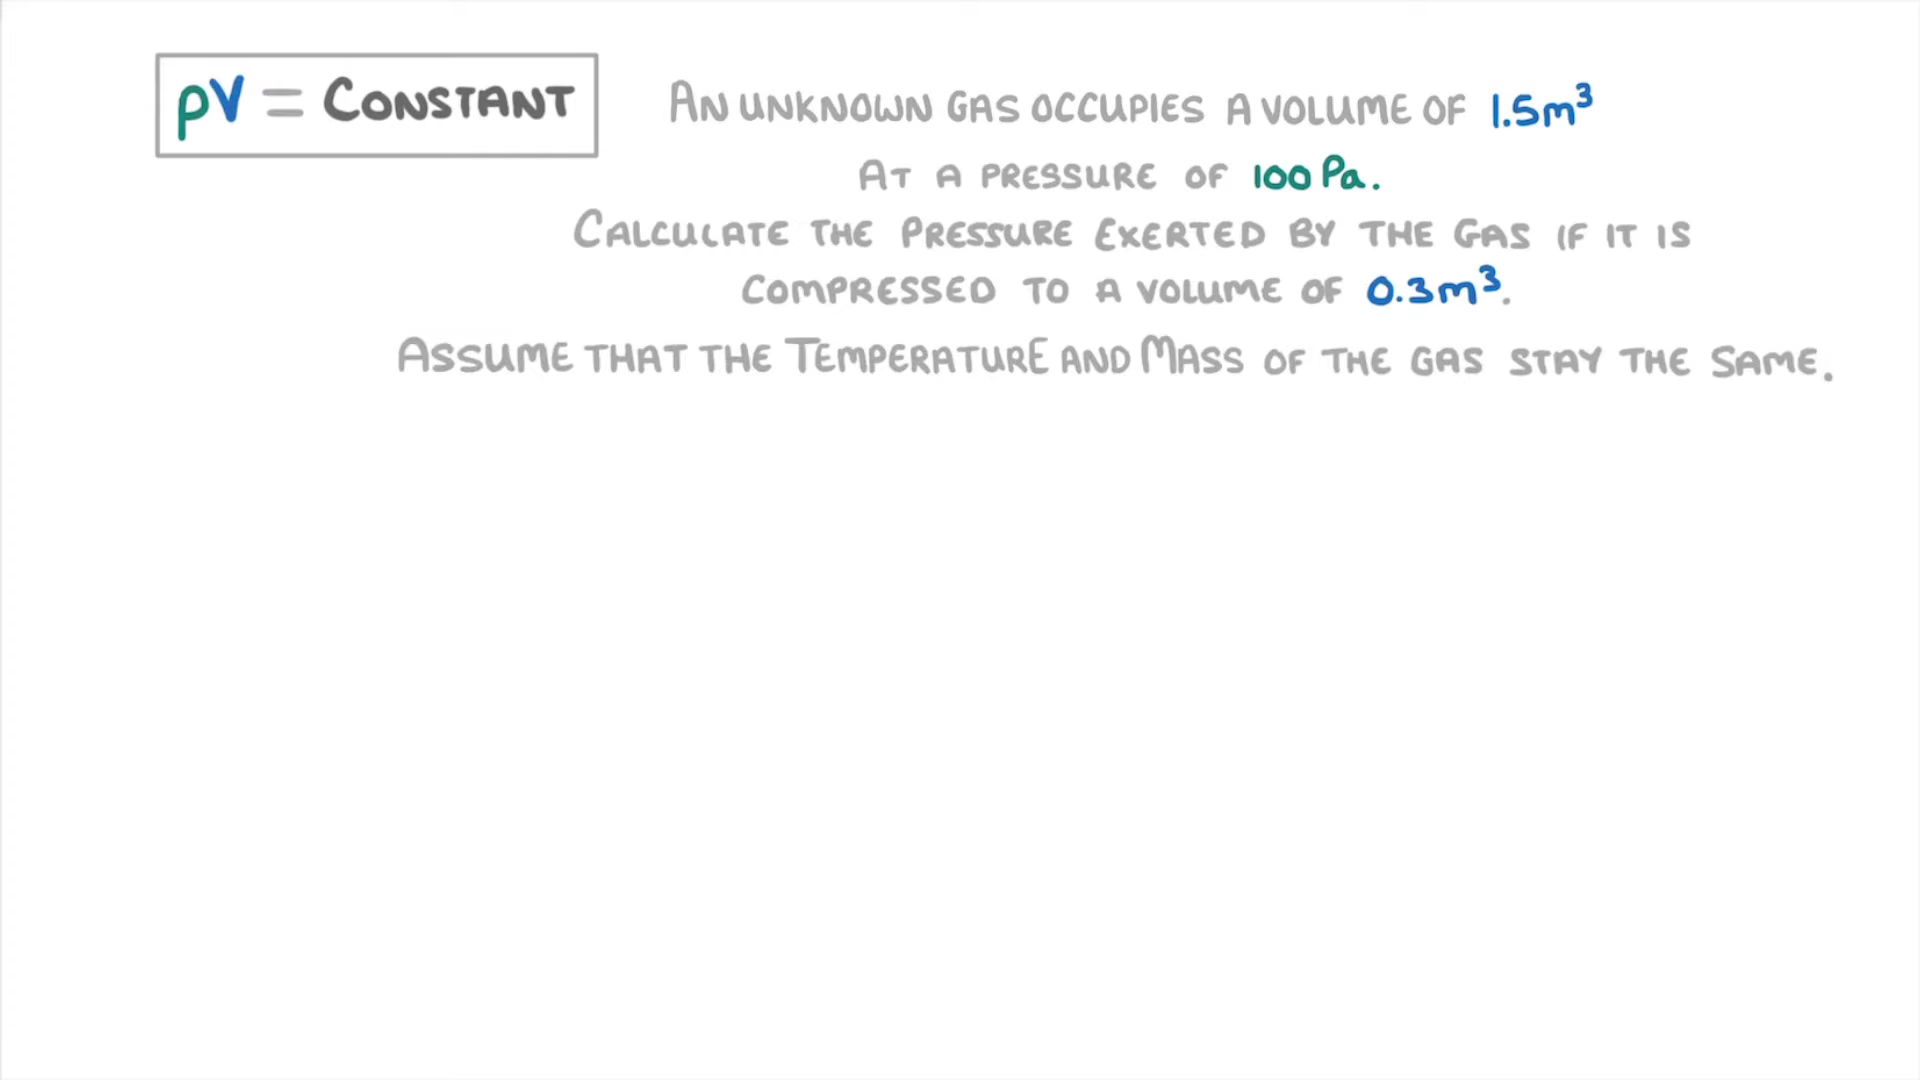 pV = CONSTANT
AN UNKNOWN GAS OCCUPIES A VOLUME OF 1.5m³
AT A PRESSURE OF 100 Pa.
CALCULATE THE PRESSURE EXERTED BY THE GAS IF IT IS
COMPRESSED TO A VOLUME OF 0.3m³.
ASSUME THAT THE TEMPERATURE AND MASS OF THE GAS STAY THE SAME.